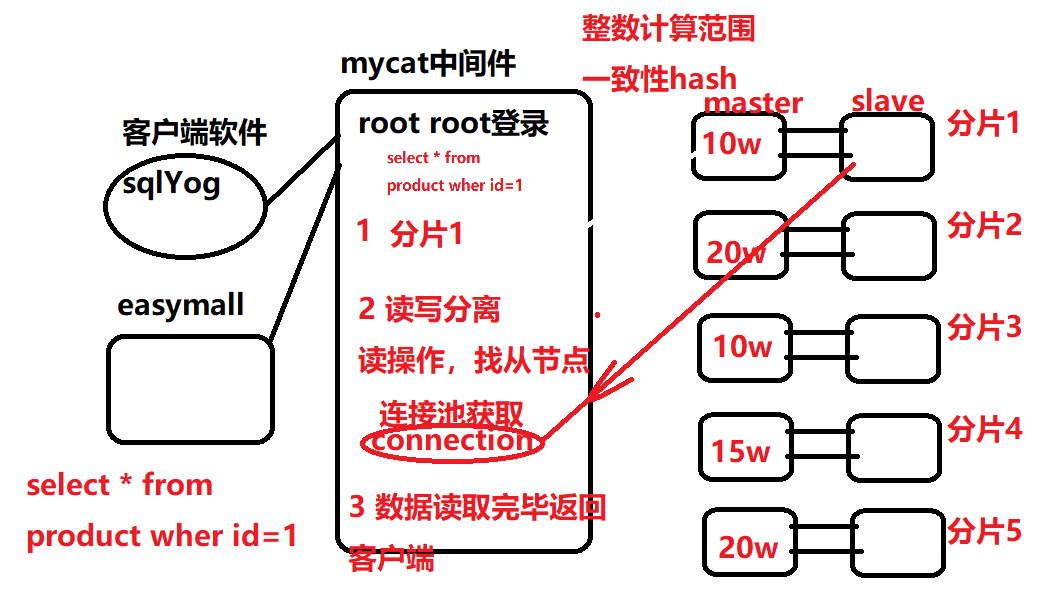 整数计算范围
一致性hash
mycat中间件
客户端软件
sqlYog
easymall
select * from
product wher id=1
root root登录
select * from
product wher id=1
1 分片1
2 读写分离
读操作，找从节点
连接池获取
connection
3 数据读取完毕返回
客户端
master
slave
10w
分片1
20w
分片2
10w
分片3
15w
分片4
20w
分片5